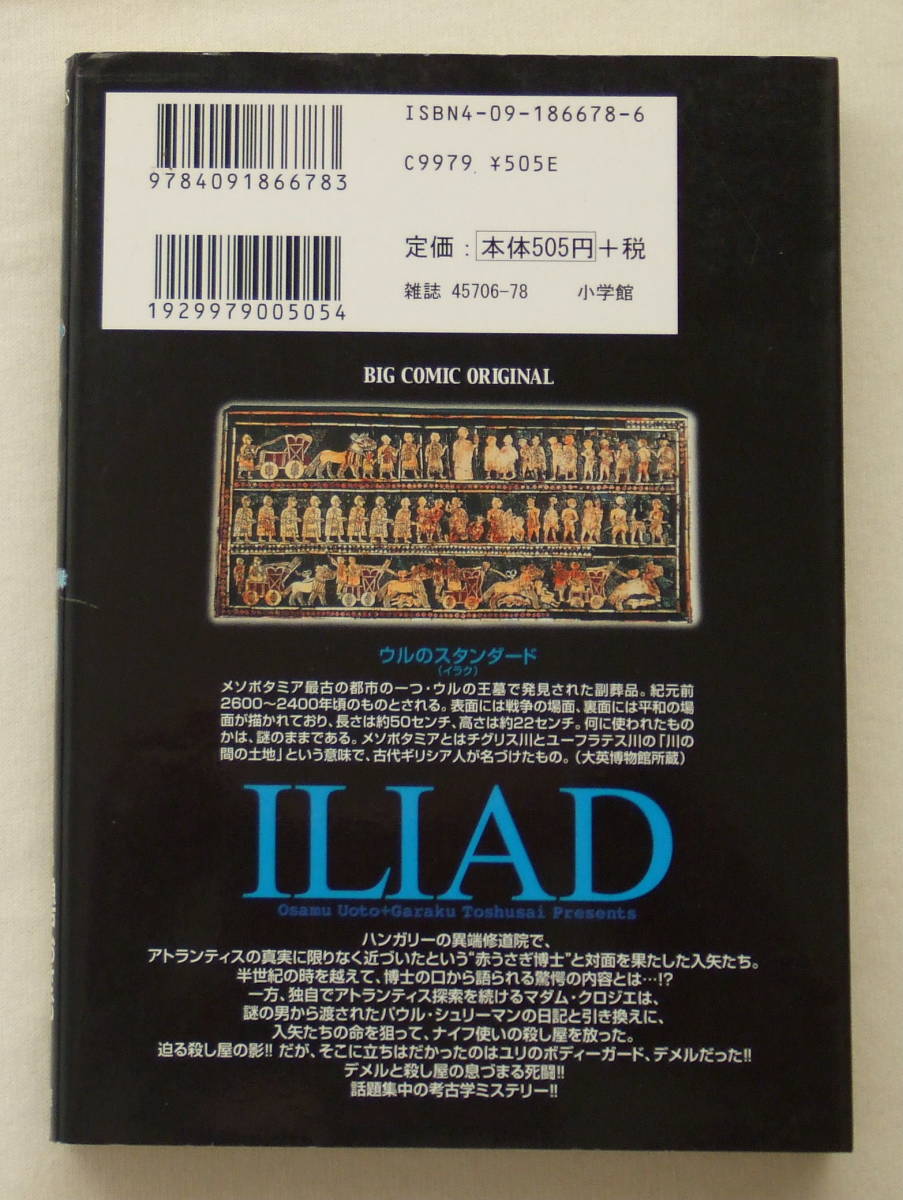 ISBN4-09-186678-6
C9979 ¥505E
9784091866783
定価：本体505円+税
雑誌 45706-78 小学館
1929979005054
BIG COMIC ORIGINAL
ウルのスタンダード
(イラク)
メソポタミア最古の都市の一つ・ウルの王墓で発見された副葬品。紀元前
2600〜2400年頃のものとされる。表面には戦争の場面、裏面には平和の場
面が描かれており、長さは約50センチ、高さは約22センチ。何に使われたもの
かは、謎のままである。メソポタミアとはチグリス川とユーフラテス川の「川の
間の土地」という意味で、古代ギリシア人が名づけたもの。(大英博物館所蔵)
ILIAD
Osamu Uoto+Garaku Toshusai Presents
ハンガリーの異端修道院で、
アトランティスの真実に限りなく近づいたという“赤うさぎ博士”と対面を果たした入矢たち。
半世紀の時を越えて、博士の口から語られる驚愕の内容とは…!?
一方、独自でアトランティス探索を続けるマダム・クロジエは、
謎の男から渡されたパウル・シュリーマンの日記と引き換えに、
入矢たちの命を狙って、ナイフ使いの殺し屋を放った。
迫る殺し屋の影!! だが、そこに立ちはだかったのはユリのボディーガード、デメルだった!!
デメルと殺し屋の息づまる死闘!!
話題集中の考古学ミステリー!!